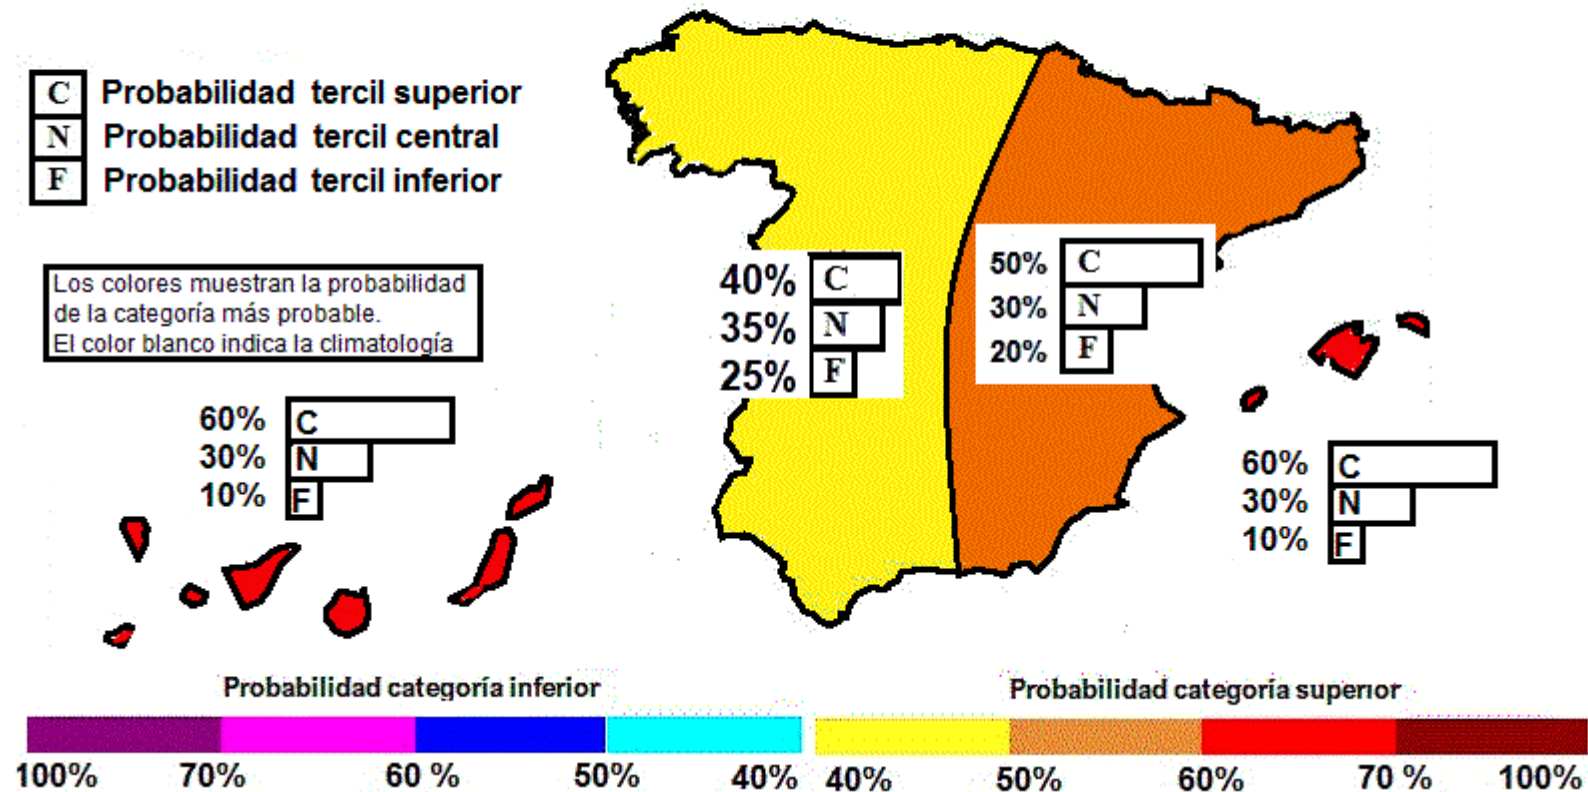 C Probabilidad tercil superior
N Probabilidad tercil central
F Probabilidad tercil inferior
Los colores muestran la probabilidad
de la categoría más probable.
El color blanco indica la climatología
40% C
35% N
25% F
50% C
30% N
20% F
60% C
30% N
10% F
60% C
30% N
10% F
Probabilidad categoría inferior
100% 70% 60 % 50% 40%
Probabilidad categoría superior
40% 50% 60% 70 % 100%